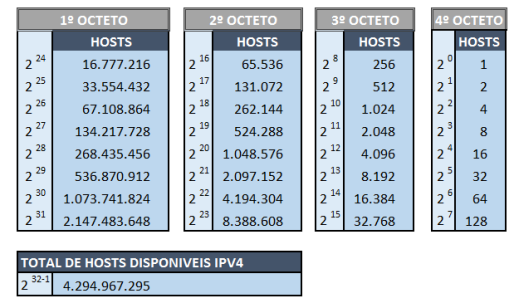 1º OCTETO 2º OCTETO 3º OCTETO 4º OCTETO
HOSTS HOSTS HOSTS HOSTS
2 24 16.777.216 2 16 65.536 2 8 256 2 0 1
2 25 33.554.432 2 17 131.072 2 9 512 2 1 2
2 26 67.108.864 2 18 262.144 2 10 1.024 2 2 4
2 27 134.217.728 2 19 524.288 2 11 2.048 2 3 8
2 28 268.435.456 2 20 1.048.576 2 12 4.096 2 4 16
2 29 536.870.912 2 21 2.097.152 2 13 8.192 2 5 32
2 30 1.073.741.824 2 22 4.194.304 2 14 16.384 2 6 64
2 31 2.147.483.648 2 23 8.388.608 2 15 32.768 2 7 128
TOTAL DE HOSTS DISPONIVEIS IPV4
2 32-1 4.294.967.295